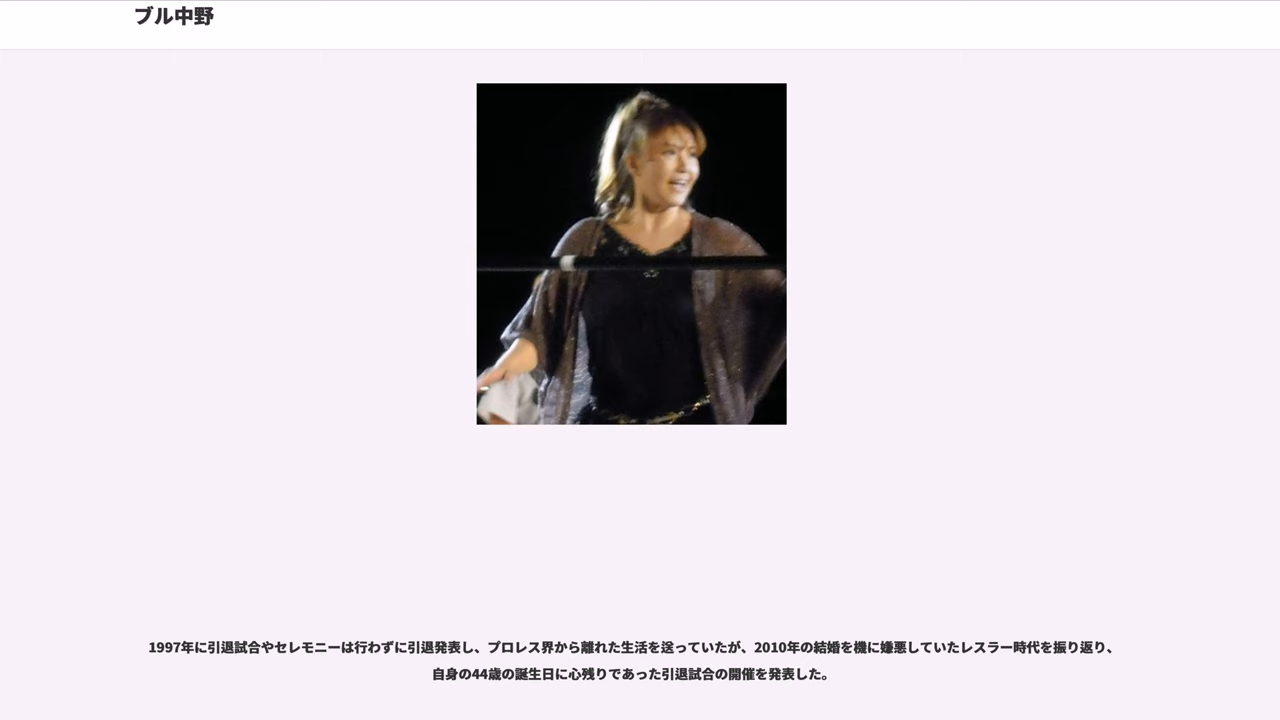 ブル中野
1997年に引退試合やセレモニーは行わずに引退発表し、プロレス界から離れた生活を送っていたが、2010年の結婚を機に嫌悪していたレスラー時代を振り返り、
自身の44歳の誕生日に心残りであった引退試合の開催を発表した。